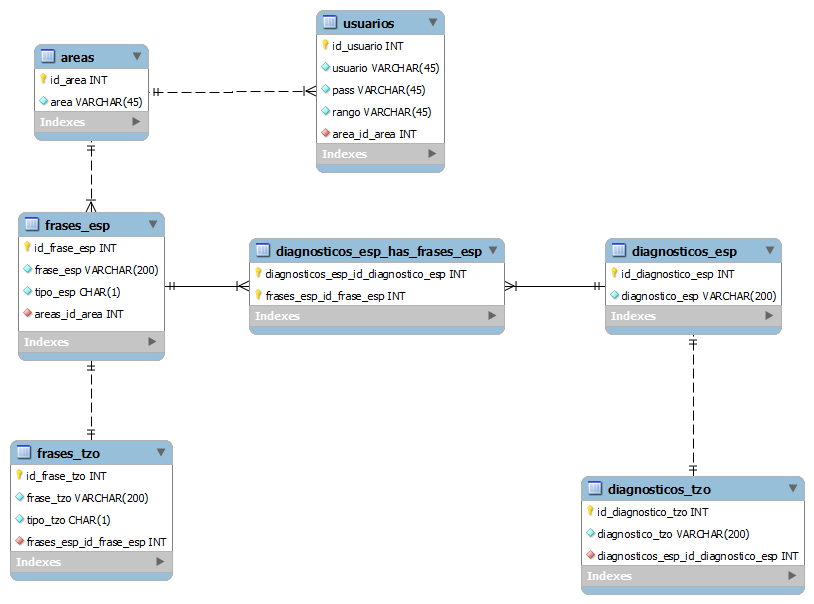 usuarios
id_usuario INT
usuario VARCHAR(45)
pass VARCHAR(45)
rango VARCHAR(45)
area_id_area INT
Indexes
areas
id_area INT
area VARCHAR(45)
Indexes
frases_esp
id_frase_esp INT
frase_esp VARCHAR(200)
tipo_esp CHAR(1)
areas_id_area INT
Indexes
diagnosticos_esp_has_frases_esp
diagnosticos_esp_id_diagnostico_esp INT
frases_esp_id_frase_esp INT
Indexes
diagnosticos_esp
id_diagnostico_esp INT
diagnostico_esp VARCHAR(200)
Indexes
frases_tzo
id_frase_tzo INT
frase_tzo VARCHAR(200)
tipo_tzo CHAR(1)
frases_esp_id_frase_esp INT
Indexes
diagnosticos_tzo
id_diagnostico_tzo INT
diagnostico_tzo VARCHAR(200)
diagnosticos_esp_id_diagnostico_esp INT
Indexes